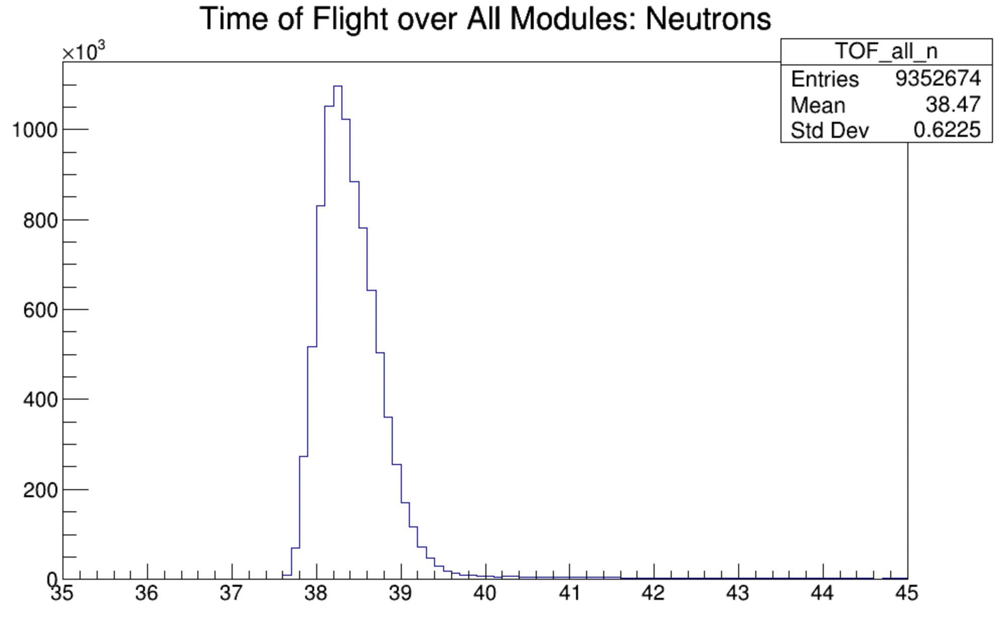 Time of Flight over All Modules: Neutrons
×10³
TOF_all_n
Entries 9352674
Mean 38.47
Std Dev 0.6225
1000
800
600
400
200
0
35 36 37 38 39 40 41 42 43 44 45